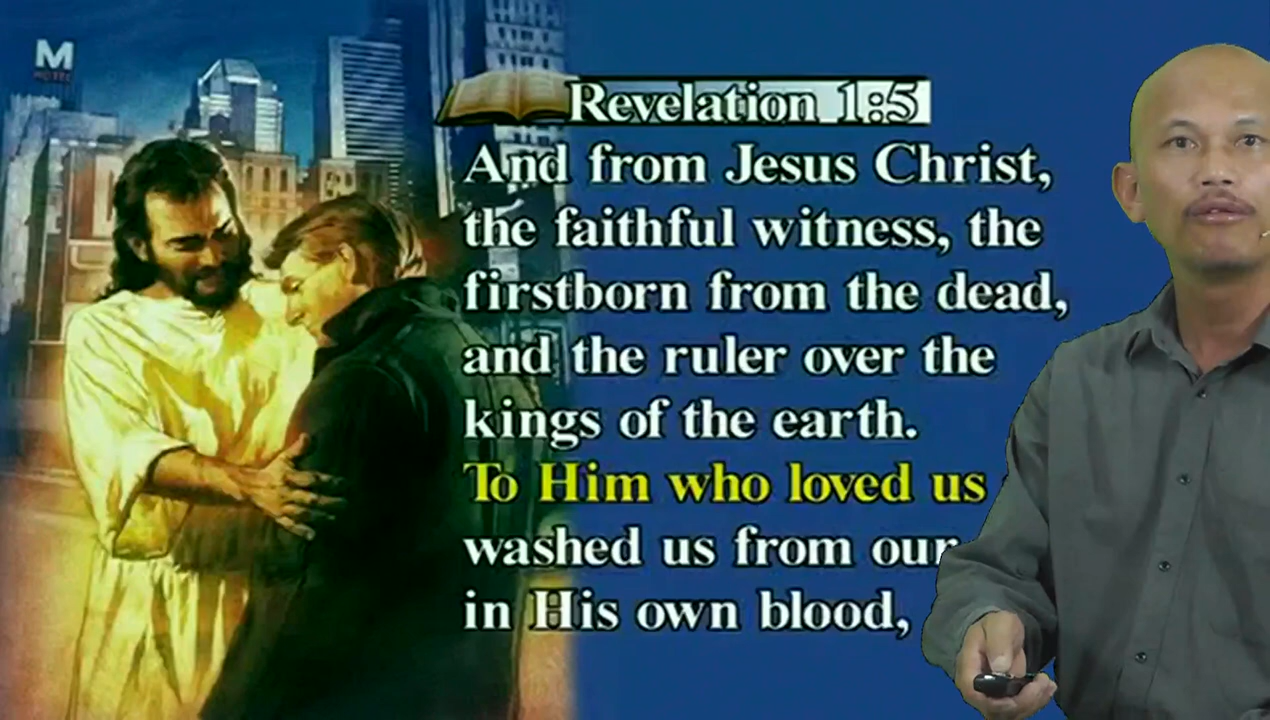 M
HOTEL
Revelation 1:5
And from Jesus Christ,
the faithful witness, the
firstborn from the dead,
and the ruler over the
kings of the earth.
To Him who loved us
washed us from our
in His own blood,